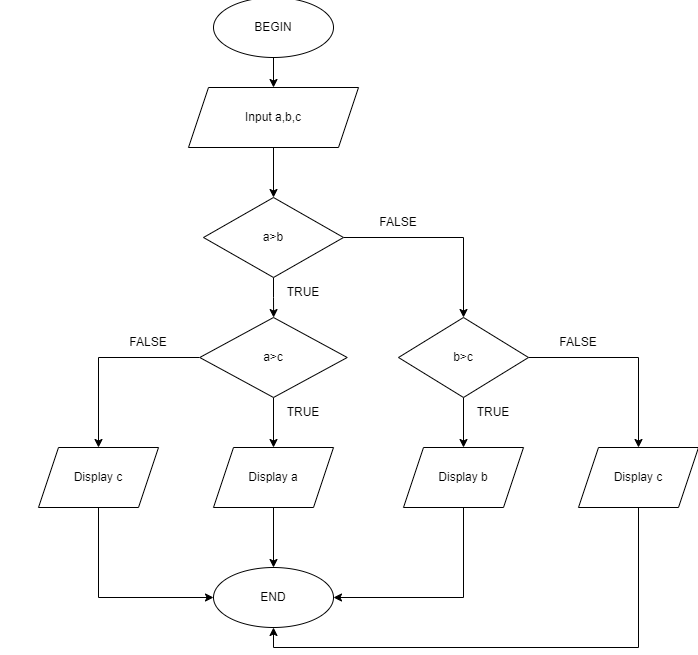 BEGIN
Input a,b,c
FALSE
a>b
TRUE
FALSE
FALSE
a>c
b>c
TRUE
TRUE
Display c
Display a
Display b
Display c
END